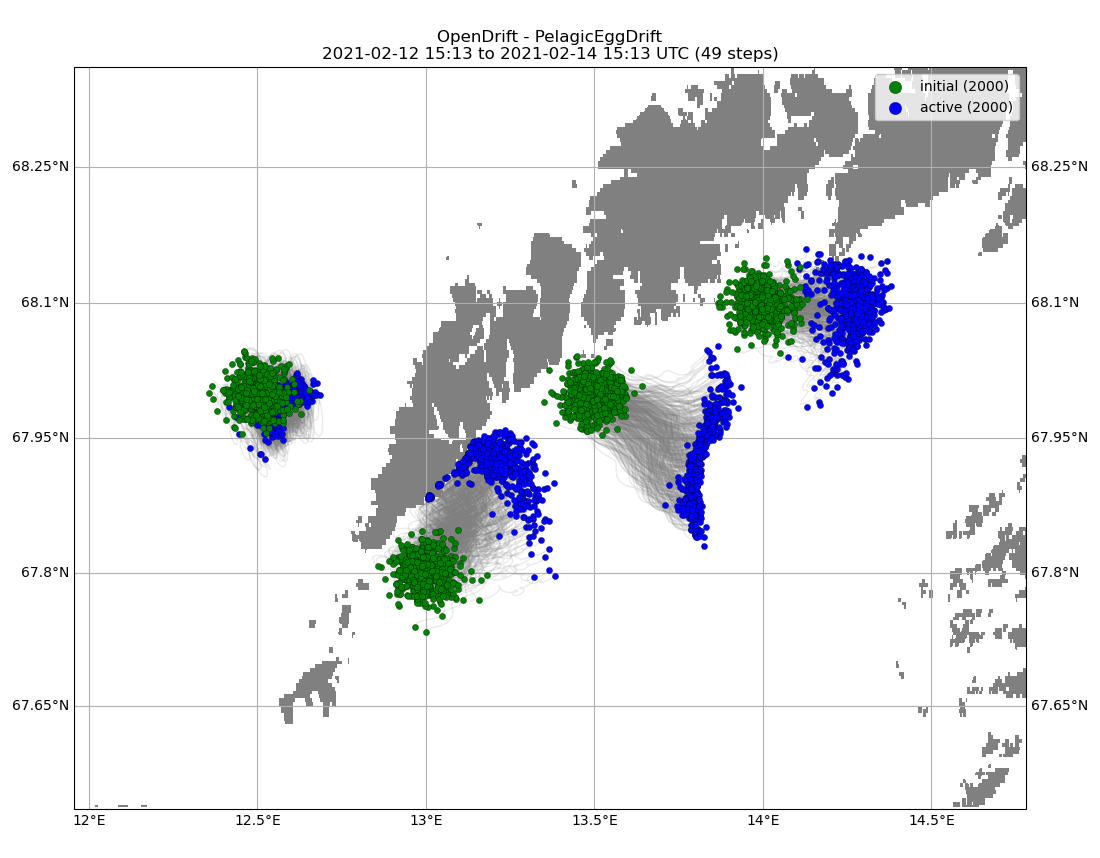 OpenDrift - PelagicEggDrift
2021-02-12 15:13 to 2021-02-14 15:13 UTC (49 steps)
initial (2000)
active (2000)
68.25°N
68.25°N
68.1°N
68.1°N
67.95°N
67.95°N
67.8°N
67.8°N
67.65°N
67.65°N
12°E
12.5°E
13°E
13.5°E
14°E
14.5°E